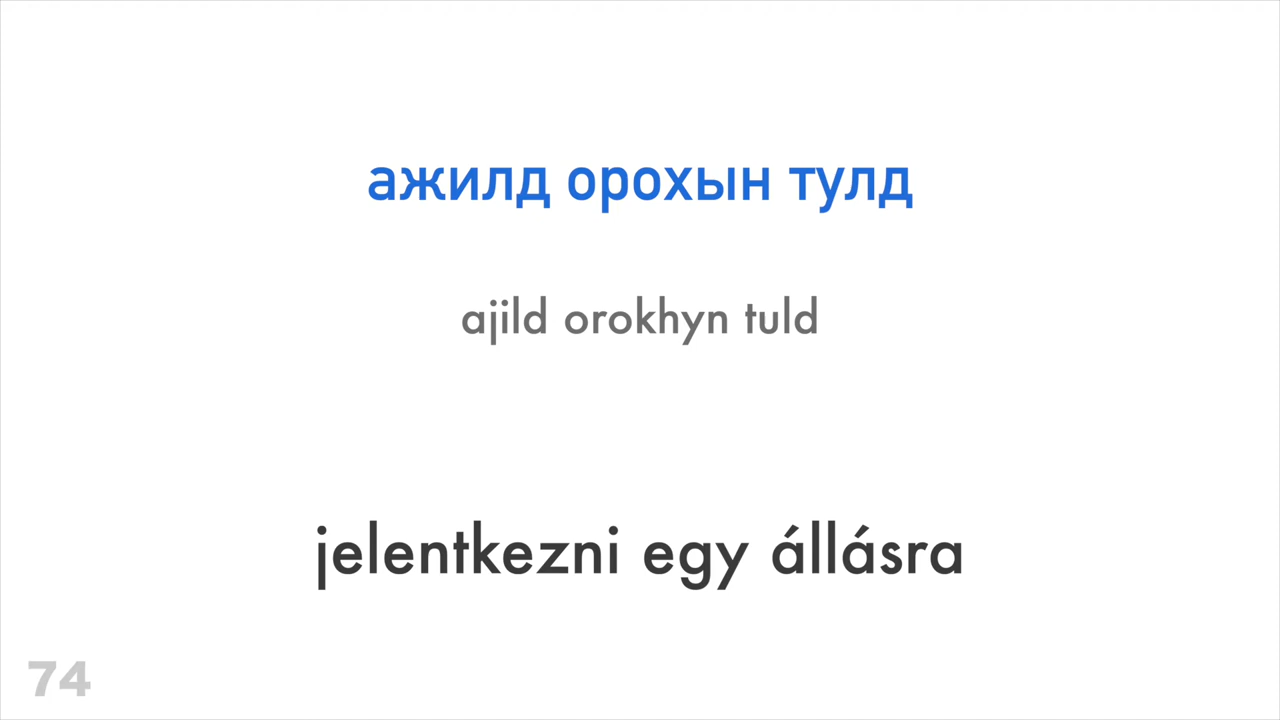 ажилд орохын тулд
ajild orokhyn tuld
jelentkezni egy állásra
74